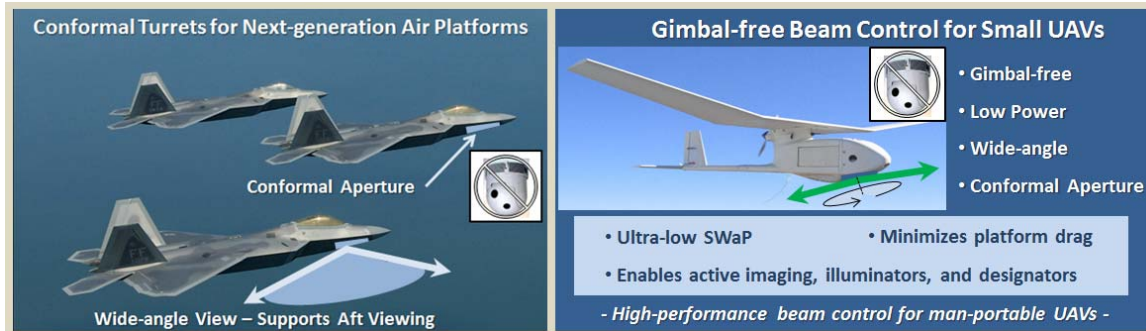 Conformal Turrets for Next-generation Air Platforms
Conformal Aperture
Wide-angle View – Supports Aft Viewing
Gimbal-free Beam Control for Small UAVs
• Gimbal-free
• Low Power
• Wide-angle
• Conformal Aperture
• Ultra-low SWaP
• Minimizes platform drag
• Enables active imaging, illuminators, and designators
- High-performance beam control for man-portable UAVs -